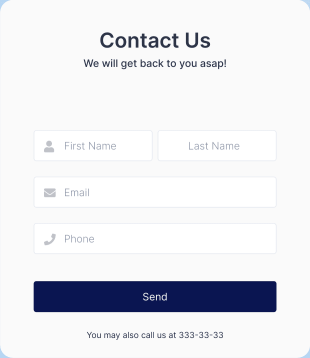 Contact Us
We will get back to you asap!
First Name
Last Name
Email
Phone
Send
You may also call us at 333-33-33